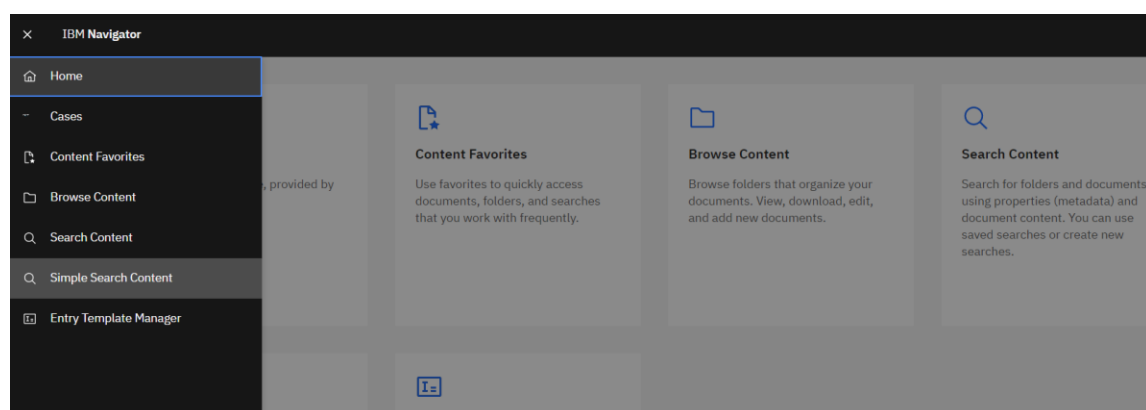 IBM Navigator
Home
Cases
Content Favorites
Browse Content
Search Content
Simple Search Content
Entry Template Manager
, provided by
Content Favorites
Use favorites to quickly access
documents, folders, and searches
that you work with frequently.
Browse Content
Browse folders that organize your
documents. View, download, edit,
and add new documents.
Search Content
Search for folders and documents
using properties (metadata) and
document content. You can use
saved searches or create new
searches.